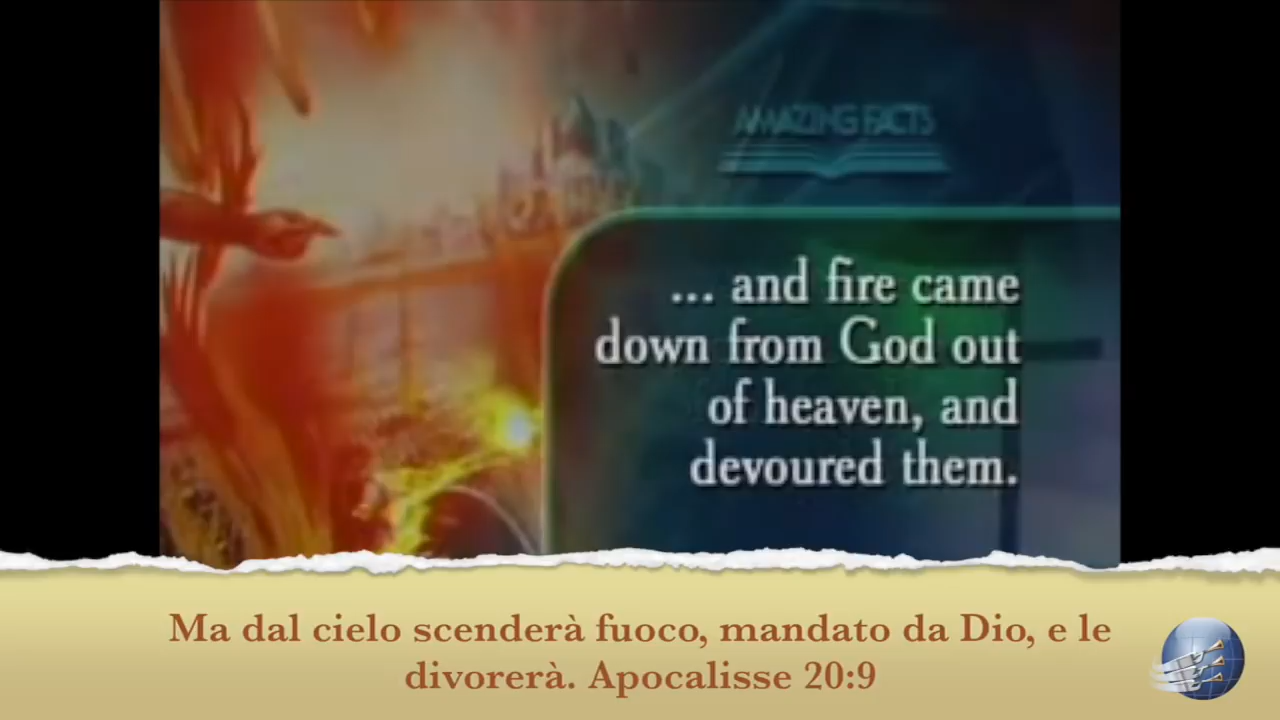 AMAZING FACTS
... and fire came
down from God out
of heaven, and
devoured them.
Ma dal cielo scenderà fuoco, mandato da Dio, e le
divorerà. Apocalisse 20:9